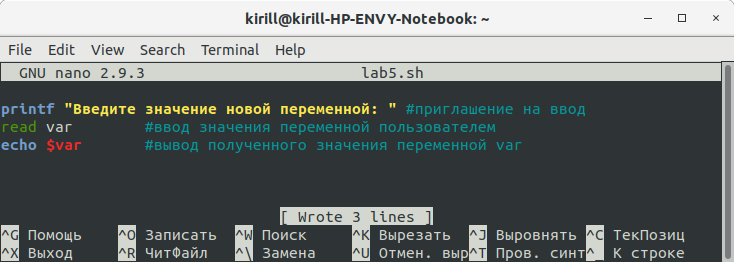 kirill@kirill-HP-ENVY-Notebook: ~
File Edit View Search Terminal Help
GNU nano 2.9.3 lab5.sh
printf "Введите значение новой переменной: " #приглашение на ввод
read var #ввод значения переменной пользователем
echo $var #вывод полученного значения переменной var
[ Wrote 3 lines ]
^G Помощь ^O Записать ^W Поиск ^K Вырезать ^J Выровнять ^C ТекПозиц
^X Выход ^R ЧитФайл ^\ Замена ^U Отмен. выр^T Пров. синт^_ К строке